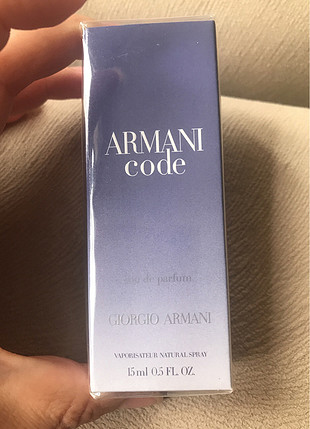 ARMANI
code
eau de parfum
GIORGIO ARMANI
VAPORISATEUR NATURAL SPRAY
15 ml 0.5 FL. OZ.